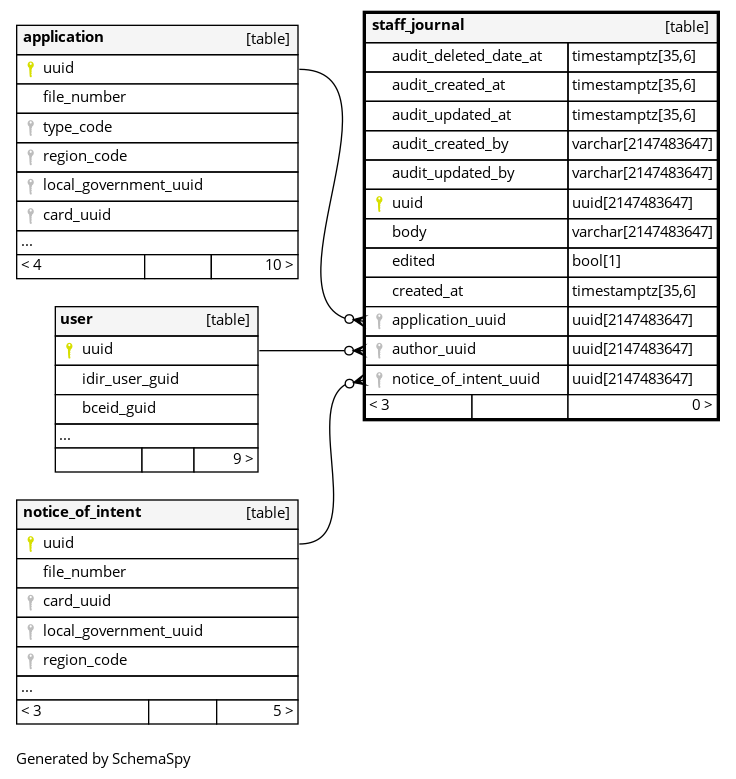 application [table]
uuid
file_number
type_code
region_code
local_government_uuid
card_uuid
...
< 4 10 >
user [table]
uuid
idir_user_guid
bceid_guid
...
9 >
notice_of_intent [table]
uuid
file_number
card_uuid
local_government_uuid
region_code
...
< 3 5 >
staff_journal [table]
audit_deleted_date_at timestamptz[35,6]
audit_created_at timestamptz[35,6]
audit_updated_at timestamptz[35,6]
audit_created_by varchar[2147483647]
audit_updated_by varchar[2147483647]
uuid uuid[2147483647]
body varchar[2147483647]
edited bool[1]
created_at timestamptz[35,6]
application_uuid uuid[2147483647]
author_uuid uuid[2147483647]
notice_of_intent_uuid uuid[2147483647]
< 3 0 >
Generated by SchemaSpy